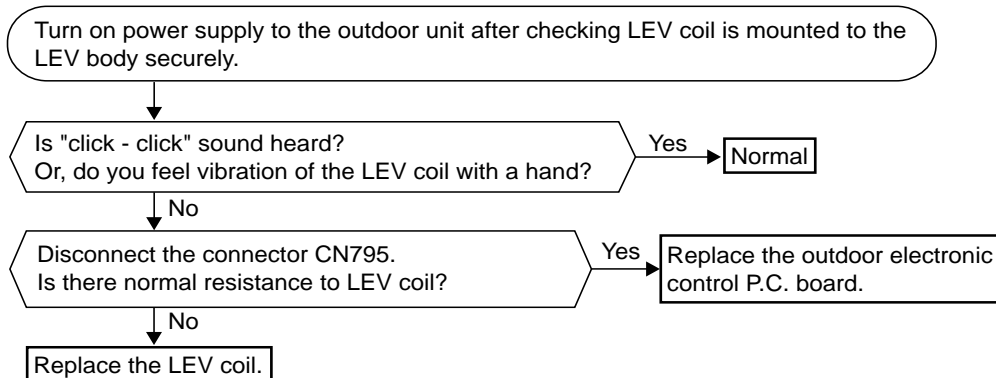 Turn on power supply to the outdoor unit after checking LEV coil is mounted to the
LEV body securely.
Is "click - click" sound heard?
Or, do you feel vibration of the LEV coil with a hand?
Yes
Normal
No
Disconnect the connector CN795.
Is there normal resistance to LEV coil?
Yes
Replace the outdoor electronic
control P.C. board.
No
Replace the LEV coil.